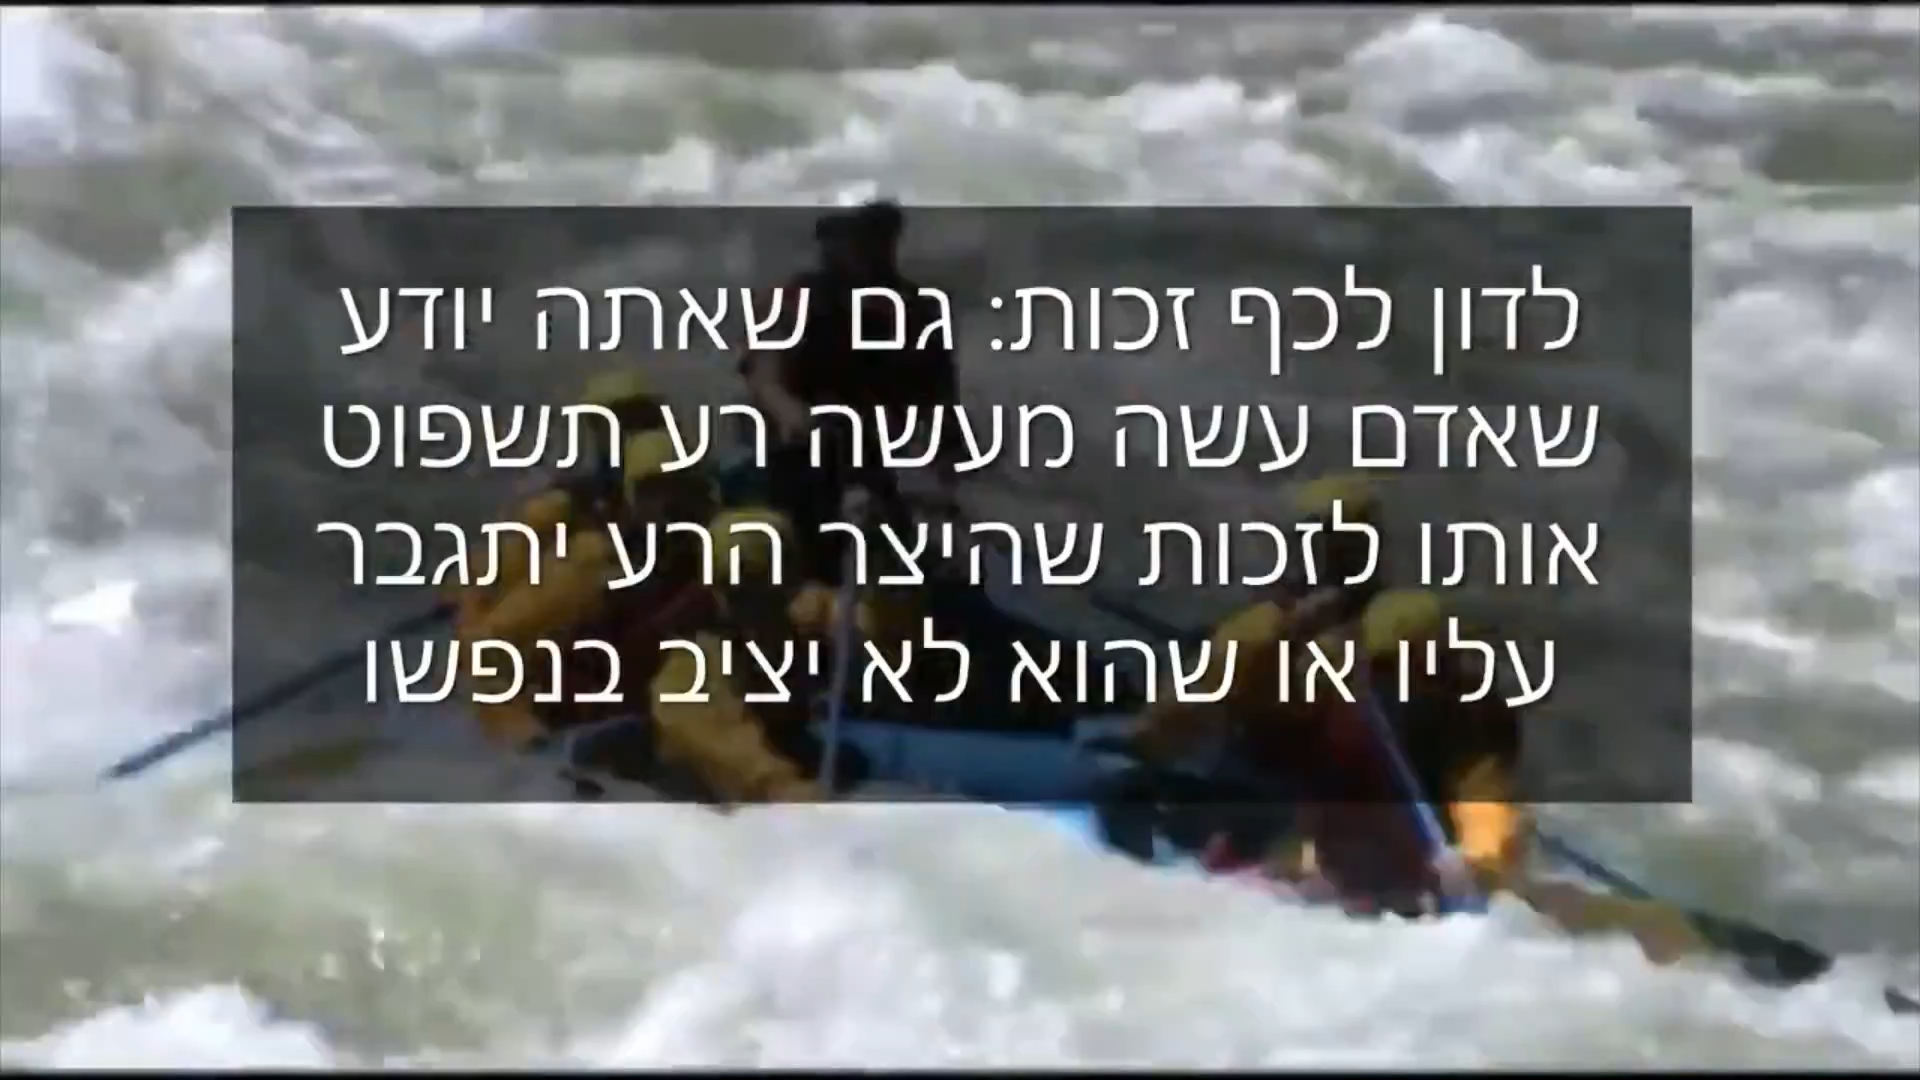 לדון לכף זכות: גם שאתה יודע
שאדם עשה מעשה רע תשפוט
אותו לזכות שהיצר הרע יתגבר
עליו או שהוא לא יציב בנפשו